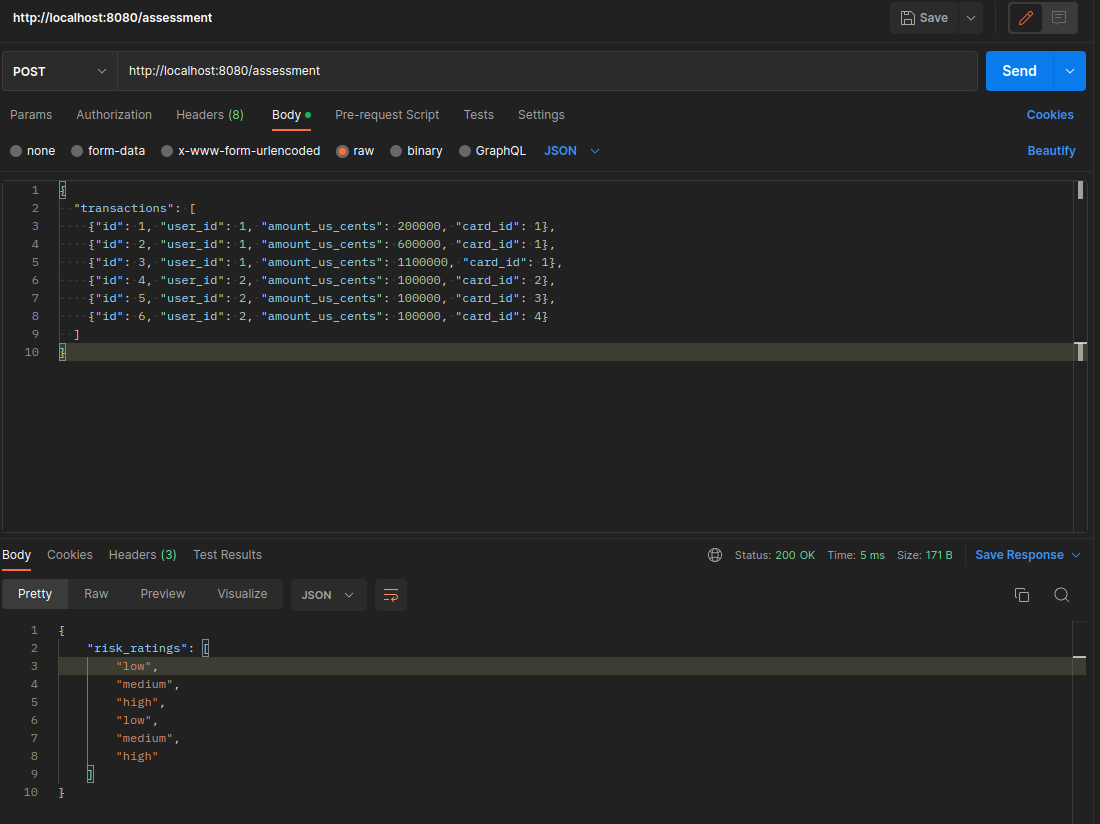 http://localhost:8080/assessment
Save
POST
http://localhost:8080/assessment
Send
Params Authorization Headers (8) Body Pre-request Script Tests Settings Cookies
none form-data x-www-form-urlencoded raw binary GraphQL JSON Beautify
1 {
2 "transactions": [
3 {"id": 1, "user_id": 1, "amount_us_cents": 200000, "card_id": 1},
4 {"id": 2, "user_id": 1, "amount_us_cents": 600000, "card_id": 1},
5 {"id": 3, "user_id": 1, "amount_us_cents": 1100000, "card_id": 1},
6 {"id": 4, "user_id": 2, "amount_us_cents": 100000, "card_id": 2},
7 {"id": 5, "user_id": 2, "amount_us_cents": 100000, "card_id": 3},
8 {"id": 6, "user_id": 2, "amount_us_cents": 100000, "card_id": 4}
9 ]
10 }
Body Cookies Headers (3) Test Results Status: 200 OK Time: 5 ms Size: 171 B Save Response
Pretty Raw Preview Visualize JSON
1 {
2 "risk_ratings": [
3 "low",
4 "medium",
5 "high",
6 "low",
7 "medium",
8 "high"
9 ]
10 }